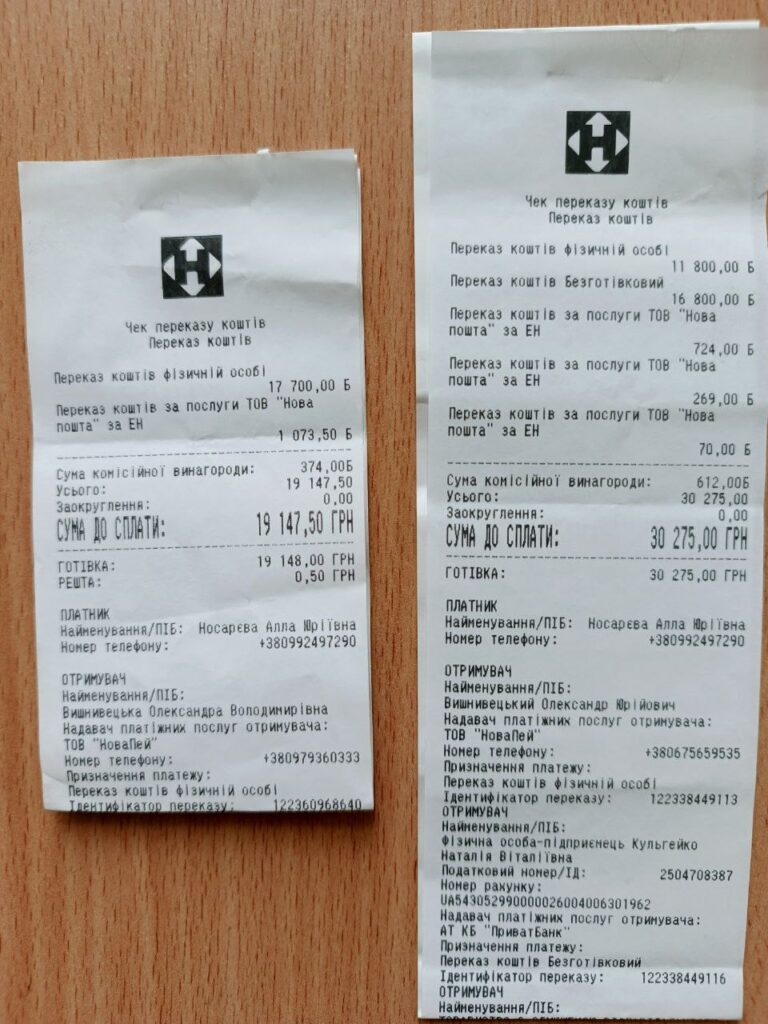 Чек переказу коштів
Переказ коштів
Переказ коштів фізичній особі
17 700,00 Б
Переказ коштів за послуги ТОВ "Нова
пошта" за ЕН
1 073,50 Б
Сума комісійної винагороди: 374,00Б
Усього: 19 147,50
Заокруглення: 0,00
СУМА ДО СПЛАТИ: 19 147,50 ГРН
ГОТІВКА: 19 148,00 ГРН
РЕШТА: 0,50 ГРН
ПЛАТНИК
Найменування/ПІБ: Носарєва Алла Юріївна
Номер телефону: +380992497290
ОТРИМУВАЧ
Найменування/ПІБ:
Вишнивецька Олександра Володимирівна
Надавач платіжних послуг отримувача:
ТОВ "НоваПей"
Номер телефону: +380979360333
Призначення платежу:
Переказ коштів фізичній особі
Ідентифікатор переказу: 122360968640
Чек переказу коштів
Переказ коштів
Переказ коштів фізичній особі
11 800,00 Б
Переказ коштів Безготівковий
16 800,00 Б
Переказ коштів за послуги ТОВ "Нова
пошта" за ЕН
724,00 Б
Переказ коштів за послуги ТОВ "Нова
пошта" за ЕН
269,00 Б
Переказ коштів за послуги ТОВ "Нова
пошта" за ЕН
70,00 Б
Сума комісійної винагороди: 612,00Б
Усього: 30 275,00
Заокруглення: 0,00
СУМА ДО СПЛАТИ: 30 275,00 ГРН
ГОТІВКА: 30 275,00 ГРН
ПЛАТНИК
Найменування/ПІБ: Носарєва Алла Юріївна
Номер телефону: +380992497290
ОТРИМУВАЧ
Найменування/ПІБ:
Вишнивецький Олександр Юрійович
Надавач платіжних послуг отримувача:
ТОВ "НоваПей"
Номер телефону: +380675659535
Призначення платежу:
Переказ коштів фізичній особі
Ідентифікатор переказу: 122338449113
ОТРИМУВАЧ
Найменування/ПІБ:
Фізична особа-підприємець Кульгейко
Наталія Віталіївна
Податковий номер/ІД: 2504708387
Номер рахунку:
UA543052990000026004006301962
Надавач платіжних послуг отримувача:
АТ КБ "ПриватБанк"
Призначення платежу:
Переказ коштів Безготівковий
Ідентифікатор переказу: 122338449116
ОТРИМУВАЧ
Найменування/ПІБ: